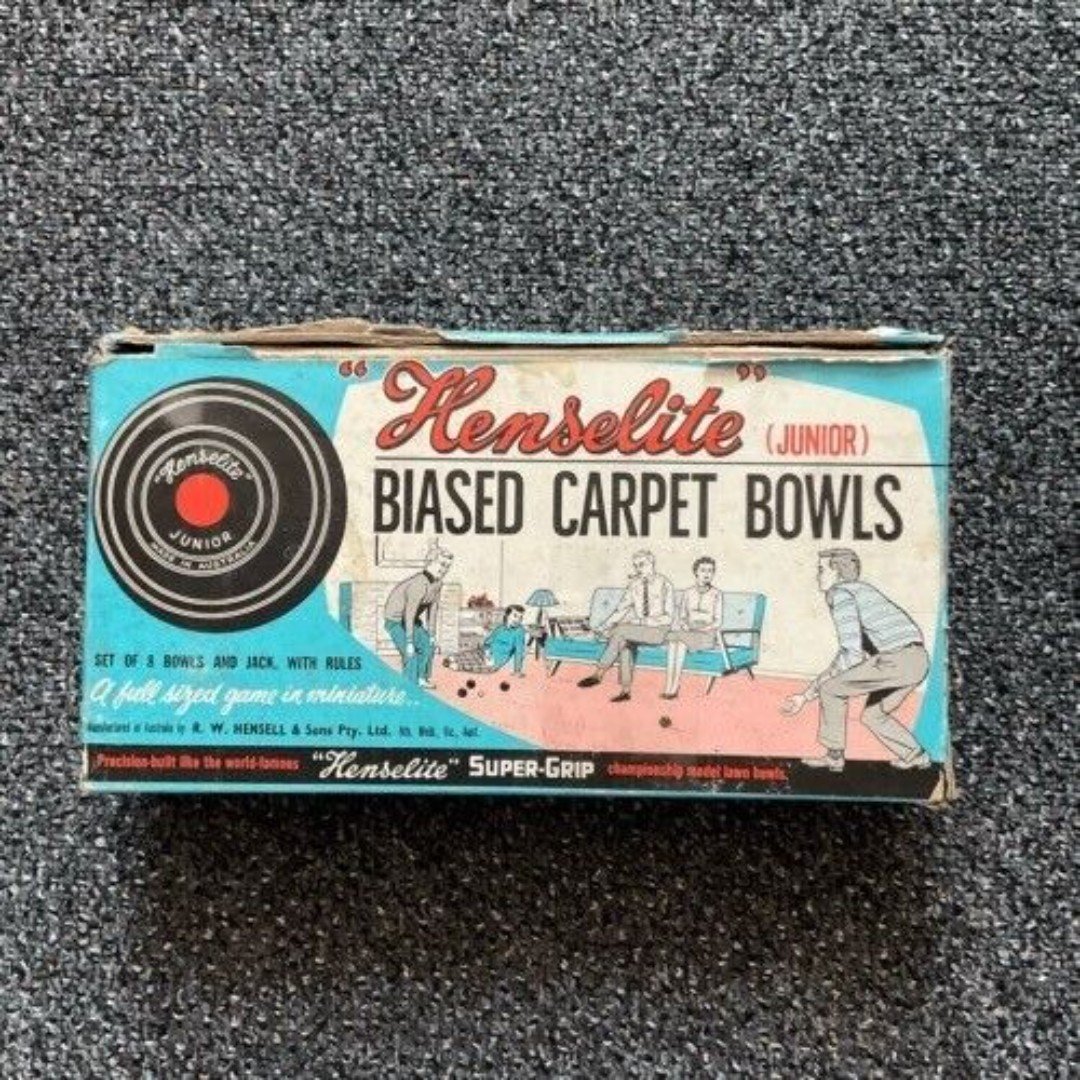 "Henselite" (JUNIOR)
BIASED CARPET BOWLS
"Henselite"
JUNIOR
MADE IN AUSTRALIA
SET OF 8 BOWLS AND JACK, WITH RULES
A full sized game in miniature..
Manufactured in Australia by R. W. HENSELL & Sons Pty. Ltd.
Precision-built like the world-famous "Henselite" SUPER-GRIP championship model lawn bowls.